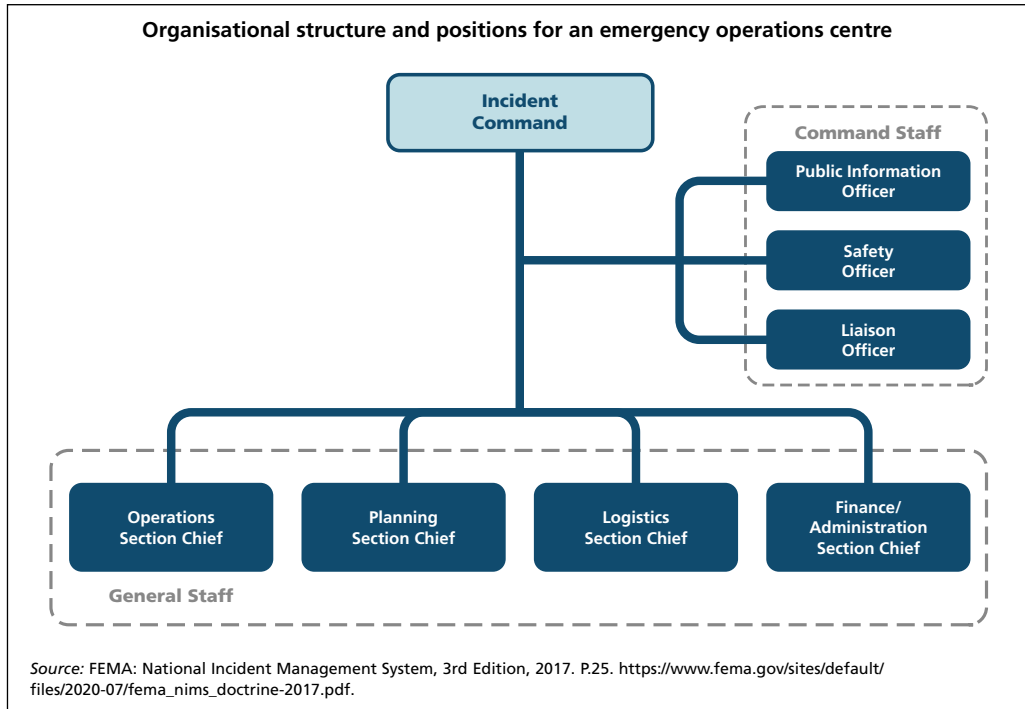 Organisational structure and positions for an emergency operations centre
Incident
Command
Command Staff
Public Information
Officer
Safety
Officer
Liaison
Officer
Operations
Section Chief
Planning
Section Chief
Logistics
Section Chief
Finance/
Administration
Section Chief
General Staff
Source: FEMA: National Incident Management System, 3rd Edition, 2017. P.25. https://www.fema.gov/sites/default/
files/2020-07/fema_nims_doctrine-2017.pdf.